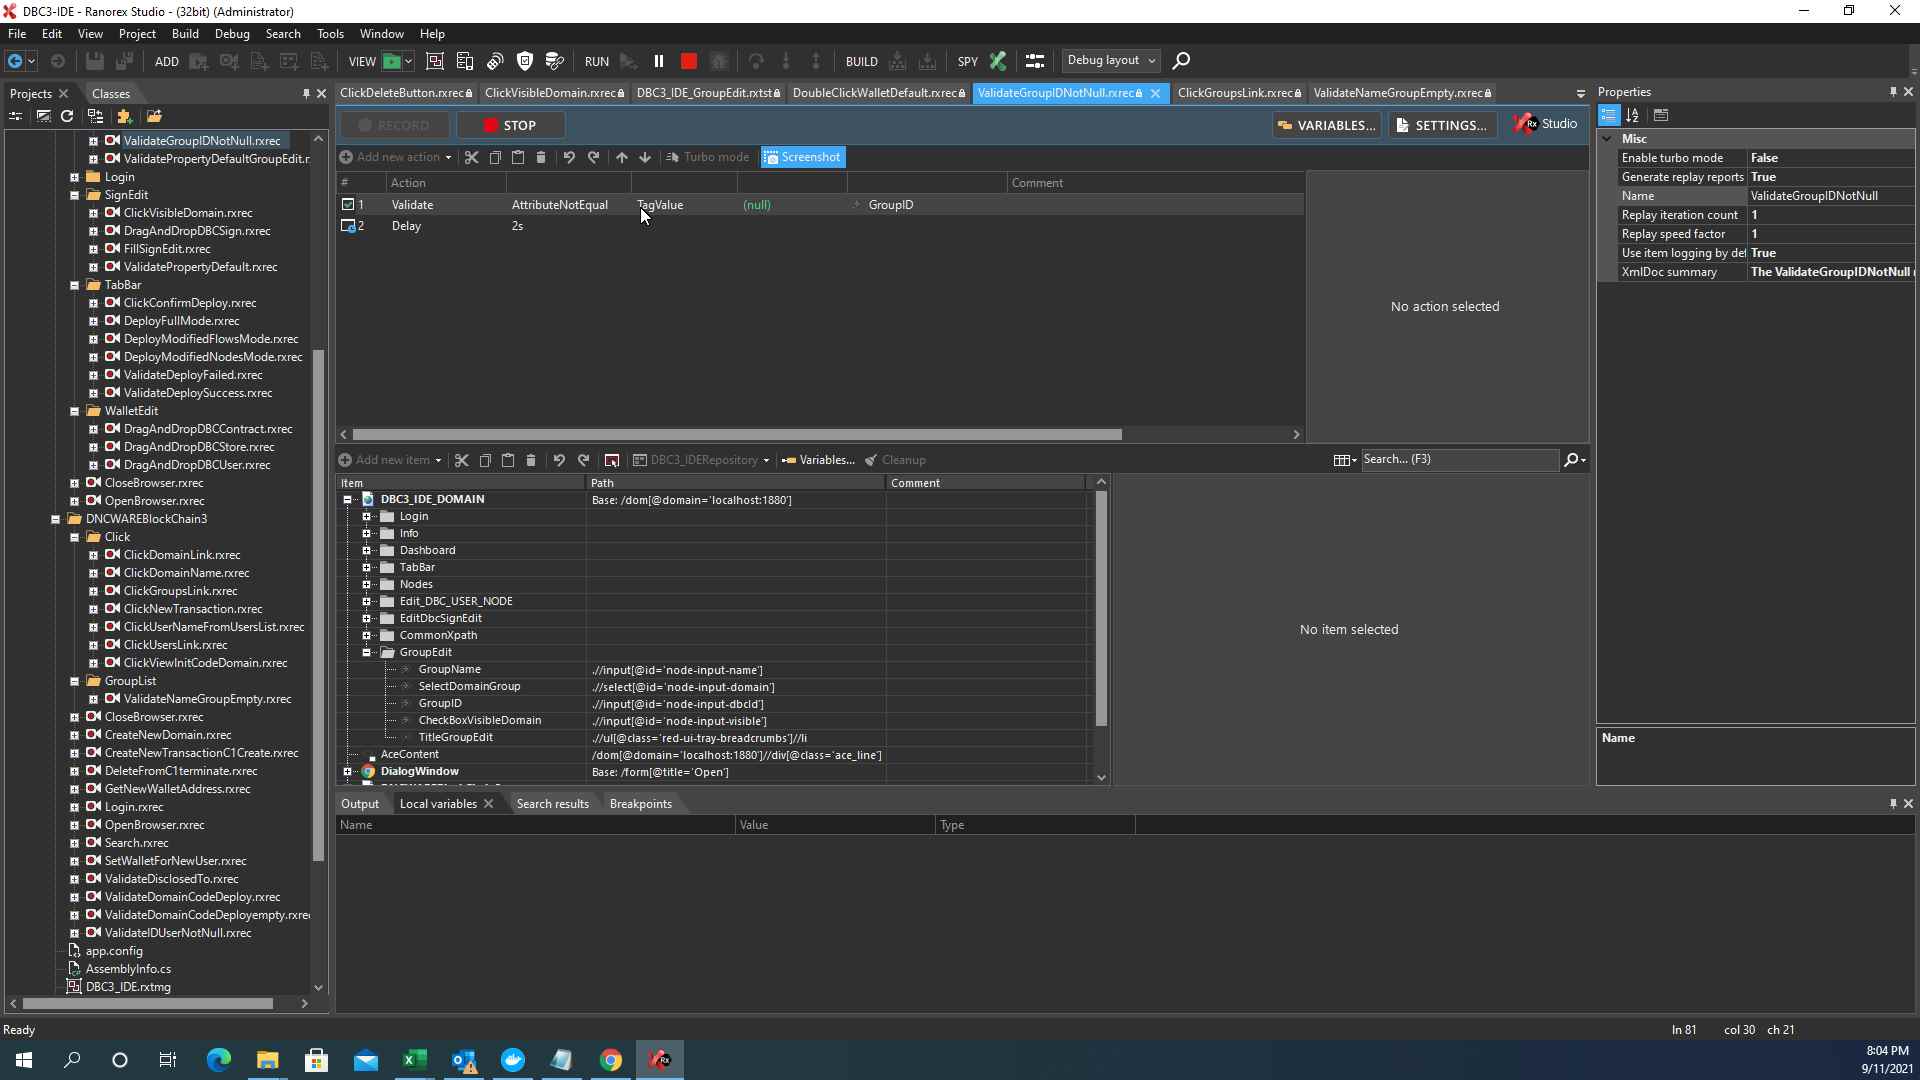 DBC3-IDE - Ranorex Studio - (32bit) (Administrator)
File Edit View Project Build Debug Search Tools Window Help
ADD VIEW RUN BUILD SPY Debug layout
Projects Classes
ValidateGroupIDNotNull.rxrec
ValidatePropertyDefaultGroupEdit.r
Login
SignEdit
ClickVisibleDomain.rxrec
DragAndDropDBCSign.rxrec
FillSignEdit.rxrec
ValidatePropertyDefault.rxrec
TabBar
ClickConfirmDeploy.rxrec
DeployFullMode.rxrec
DeployModifiedFlowsMode.rxrec
DeployModifiedNodesMode.rxrec
ValidateDeployFailed.rxrec
ValidateDeploySuccess.rxrec
WalletEdit
DragAndDropDBCContract.rxrec
DragAndDropDBCStore.rxrec
DragAndDropDBCUser.rxrec
CloseBrowser.rxrec
OpenBrowser.rxrec
DNCWAREBlockChain3
Click
ClickDomainLink.rxrec
ClickDomainName.rxrec
ClickGroupsLink.rxrec
ClickNewTransaction.rxrec
ClickUserNameFromUsersList.rxrec
ClickUsersLink.rxrec
ClickViewInitCodeDomain.rxrec
GroupList
ValidateNameGroupEmpty.rxrec
CloseBrowser.rxrec
CreateNewDomain.rxrec
CreateNewTransactionC1Create.rxrec
DeleteFromC1terminate.rxrec
GetNewWalletAddress.rxrec
Login.rxrec
OpenBrowser.rxrec
Search.rxrec
SetWalletForNewUser.rxrec
ValidateDisclosedTo.rxrec
ValidateDomainCodeDeploy.rxrec
ValidateDomainCodeDeployempty.rxrec
ValidateIDUserNotNull.rxrec
app.config
AssemblyInfo.cs
DBC3_IDE.rxtmg
ClickDeleteButton.rxrec ClickVisibleDomain.rxrec DBC3_IDE_GroupEdit.rxtst DoubleClickWalletDefault.rxrec ValidateGroupIDNotNull.rxrec ClickGroupsLink.rxrec ValidateNameGroupEmpty.rxrec
RECORD STOP VARIABLES... SETTINGS... Rx Studio
Add new action Turbo mode Screenshot
# Action Comment
1 Validate AttributeNotEqual TagValue (null) GroupID
2 Delay 2s
No action selected
Add new item DBC3_IDERepository Variables... Cleanup Search... (F3)
Item Path Comment
DBC3_IDE_DOMAIN Base: /dom[@domain='localhost:1880']
Login
Info
Dashboard
TabBar
Nodes
Edit_DBC_USER_NODE
EditDbcSignEdit
CommonXpath
GroupEdit
GroupName .//input[@id='node-input-name']
SelectDomainGroup .//select[@id='node-input-domain']
GroupID .//input[@id='node-input-dbcId']
CheckBoxVisibleDomain .//input[@id='node-input-visible']
TitleGroupEdit .//ul[@class='red-ui-tray-breadcrumbs']//li
AceContent /dom[@domain='localhost:1880']//div[@class='ace_line']
DialogWindow Base: /form[@title='Open']
No item selected
Output Local variables Search results Breakpoints
Name Value Type
Properties
Misc
Enable turbo mode False
Generate replay reports True
Name ValidateGroupIDNotNull
Replay iteration count 1
Replay speed factor 1
Use item logging by def True
XmlDoc summary The ValidateGroupIDNotNull
Name
Ready ln 81 col 30 ch 21
8:04 PM
9/11/2021